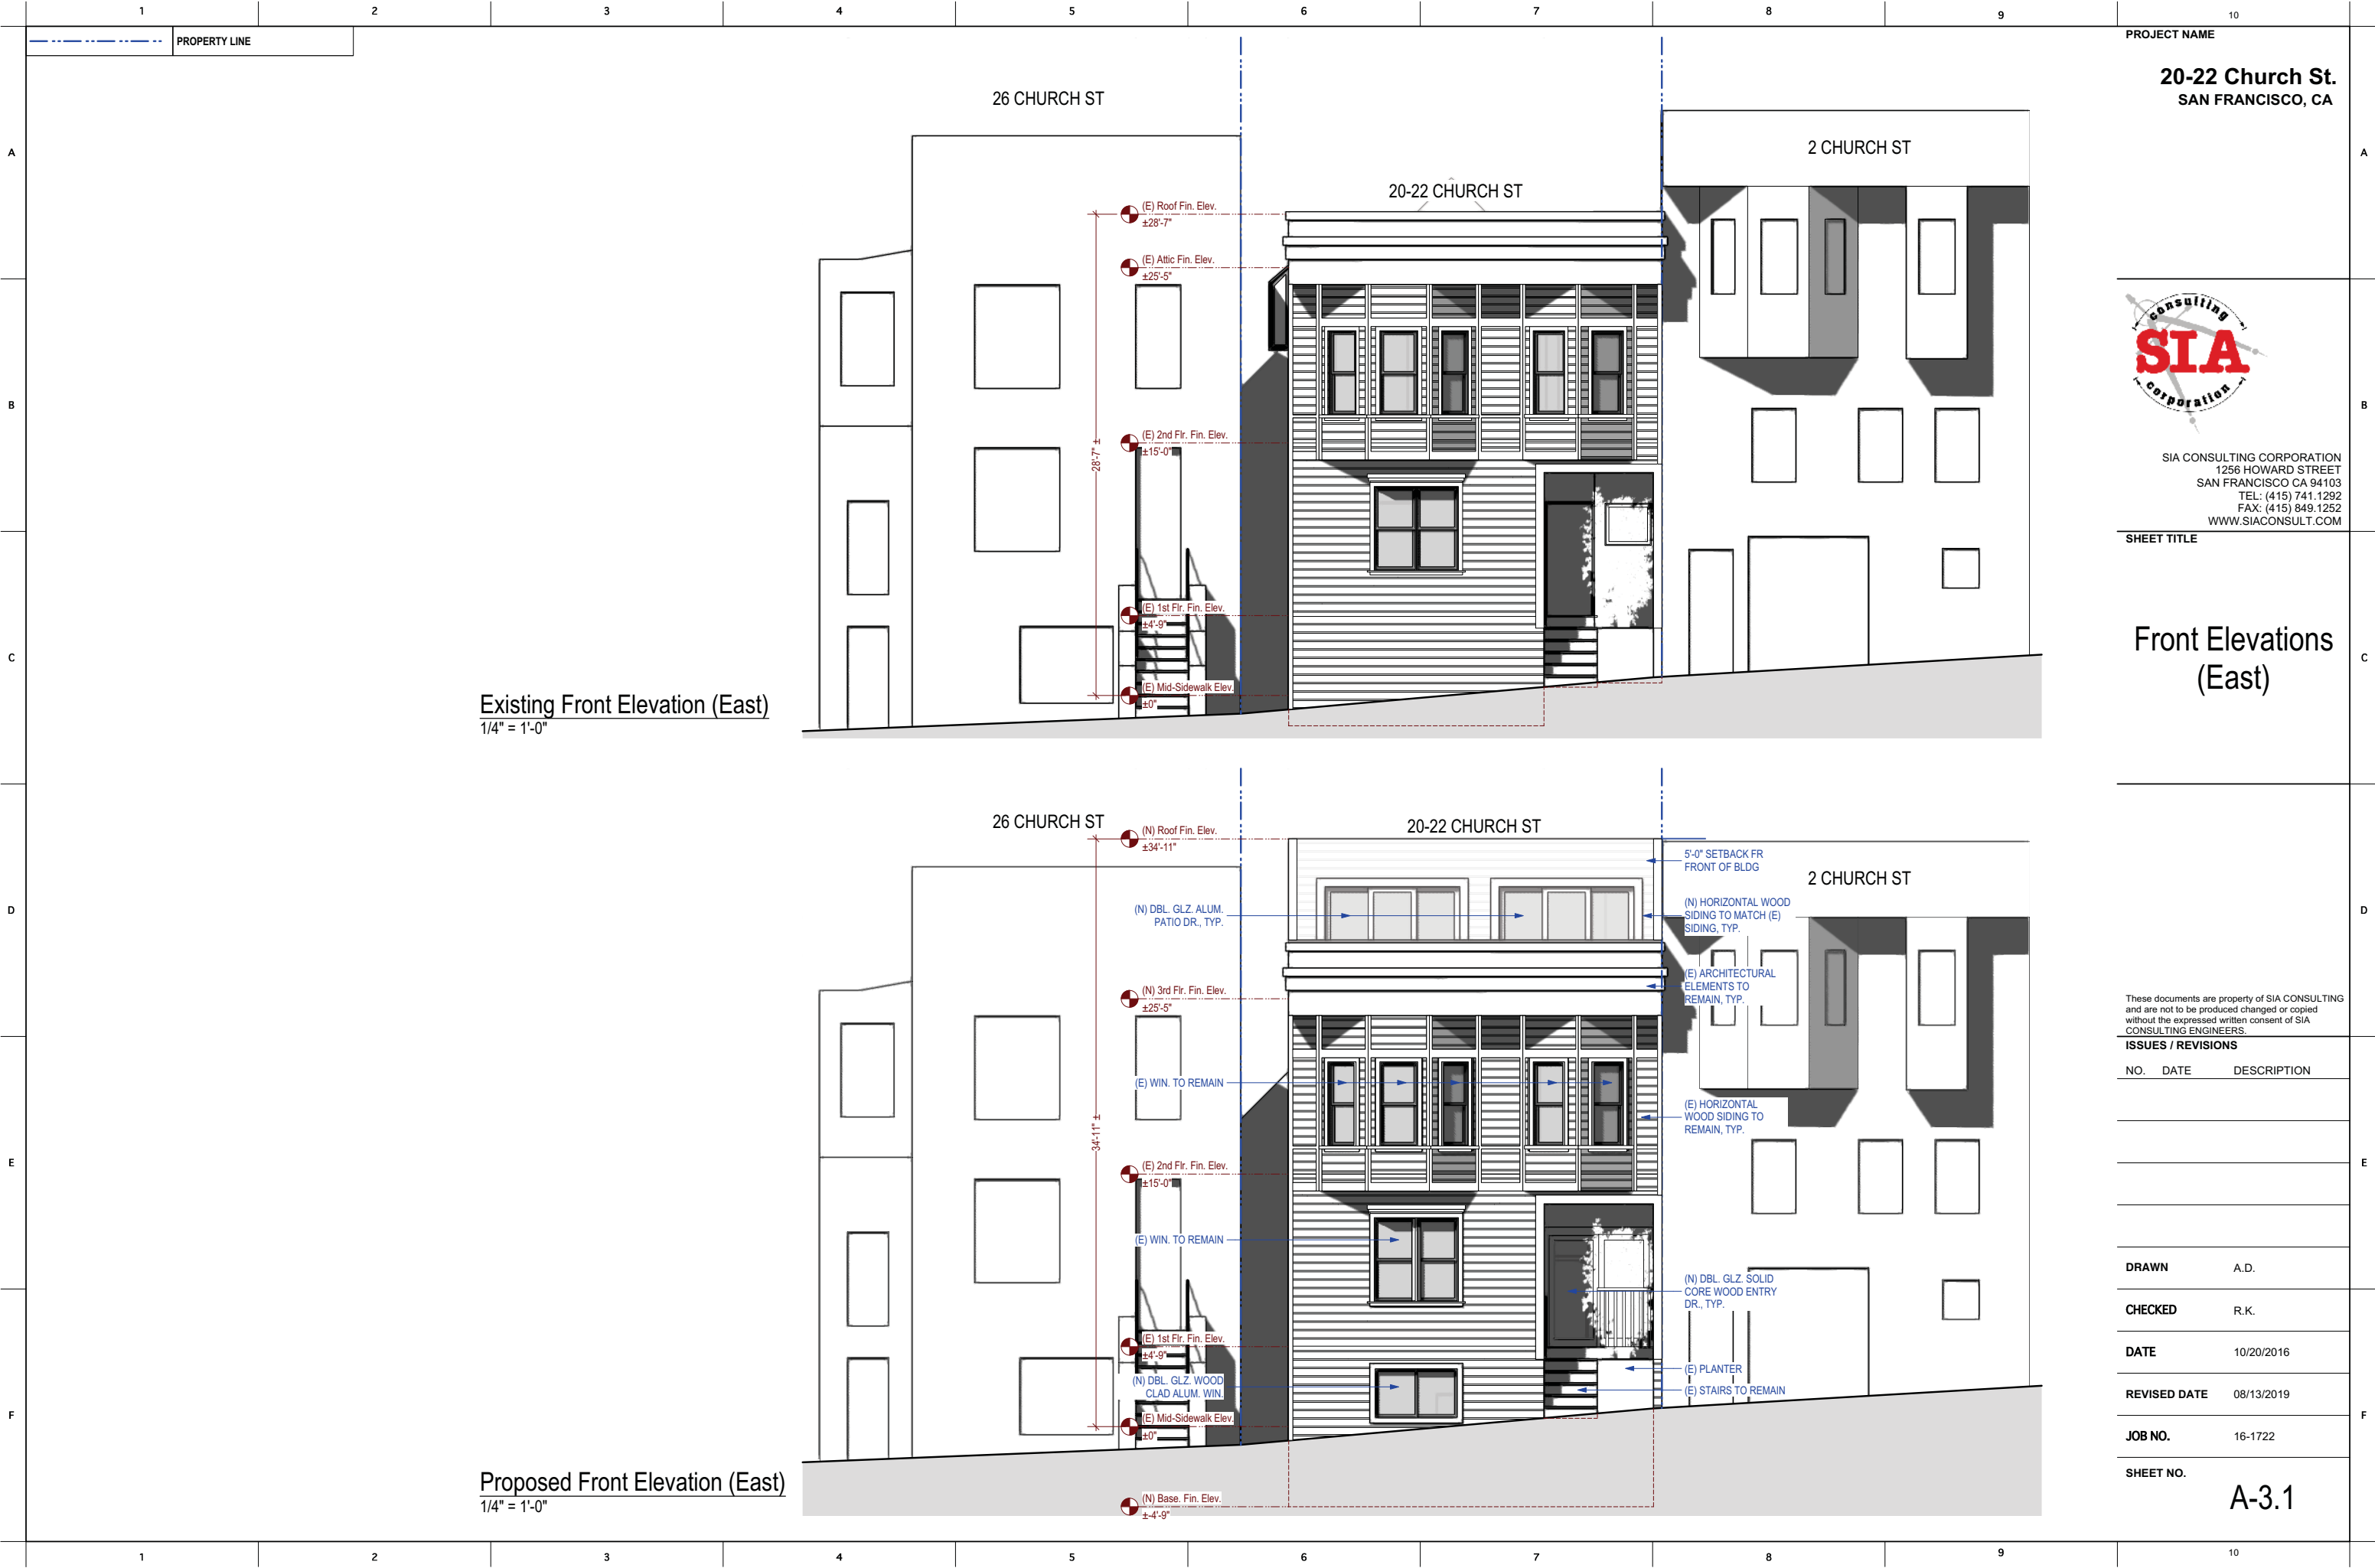 1 2 3 4 5 6 7 8 9 10
PROPERTY LINE
A
B
C
D
E
F
26 CHURCH ST
20-22 CHURCH ST
2 CHURCH ST
(E) Roof Fin. Elev.
±28'-7"
(E) Attic Fin. Elev.
±25'-5"
(E) 2nd Flr. Fin. Elev.
±15'-0"
28'-7" ±
(E) 1st Flr. Fin. Elev.
±4'-9"
(E) Mid-Sidewalk Elev.
±0"
Existing Front Elevation (East)
1/4" = 1'-0"
26 CHURCH ST
20-22 CHURCH ST
2 CHURCH ST
(N) Roof Fin. Elev.
±34'-11"
(N) DBL. GLZ. ALUM.
PATIO DR., TYP.
(N) 3rd Flr. Fin. Elev.
±25'-5"
(E) WIN. TO REMAIN
34'-11" ±
(E) 2nd Flr. Fin. Elev.
±15'-0"
(E) WIN. TO REMAIN
(E) 1st Flr. Fin. Elev.
±4'-9"
(N) DBL. GLZ. WOOD
CLAD ALUM. WIN.
(E) Mid-Sidewalk Elev.
±0"
(N) Base. Fin. Elev.
±-4'-9"
5'-0" SETBACK FR
FRONT OF BLDG
(N) HORIZONTAL WOOD
SIDING TO MATCH (E)
SIDING, TYP.
(E) ARCHITECTURAL
ELEMENTS TO
REMAIN, TYP.
(E) HORIZONTAL
WOOD SIDING TO
REMAIN, TYP.
(N) DBL. GLZ. SOLID
CORE WOOD ENTRY
DR., TYP.
(E) PLANTER
(E) STAIRS TO REMAIN
Proposed Front Elevation (East)
1/4" = 1'-0"
PROJECT NAME
20-22 Church St.
SAN FRANCISCO, CA
consulting
SIA
corporation
SIA CONSULTING CORPORATION
1256 HOWARD STREET
SAN FRANCISCO CA 94103
TEL: (415) 741.1292
FAX: (415) 849.1252
WWW.SIACONSULT.COM
SHEET TITLE
Front Elevations
(East)
These documents are property of SIA CONSULTING
and are not to be produced changed or copied
without the expressed written consent of SIA
CONSULTING ENGINEERS.
ISSUES / REVISIONS
NO. DATE DESCRIPTION
DRAWN A.D.
CHECKED R.K.
DATE 10/20/2016
REVISED DATE 08/13/2019
JOB NO. 16-1722
SHEET NO.
A-3.1
A
B
C
D
E
F
1 2 3 4 5 6 7 8 9 10